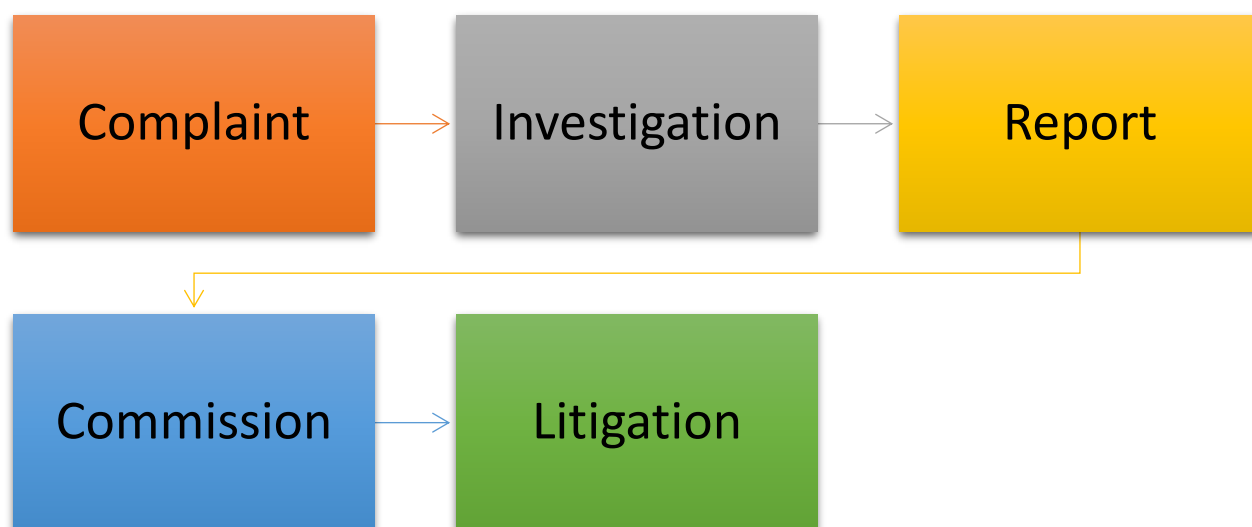 Complaint
Investigation
Report
Commission
Litigation